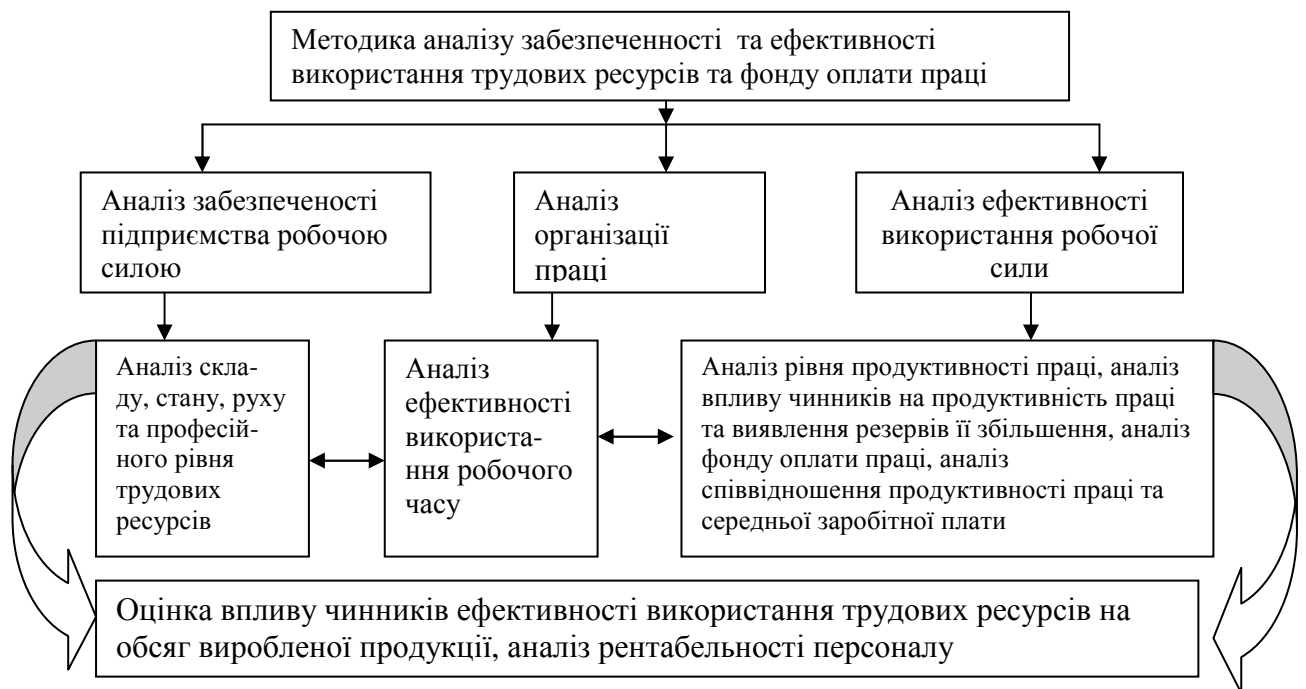 Методика аналізу забезпеченності та ефективності
використання трудових ресурсів та фонду оплати праці
Аналіз забезпеченості
підприємства робочою
силою
Аналіз
організації
праці
Аналіз ефективності
використання робочої
сили
Аналіз скла-
ду, стану, руху
та професій-
ного рівня
трудових
ресурсів
Аналіз
ефективності
використа-
ння робочого
часу
Аналіз рівня продуктивності праці, аналіз
впливу чинників на продуктивність праці
та виявлення резервів її збільшення, аналіз
фонду оплати праці, аналіз
співвідношення продуктивності праці та
середньої заробітної плати
Оцінка впливу чинників ефективності використання трудових ресурсів на
обсяг виробленої продукції, аналіз рентабельності персоналу